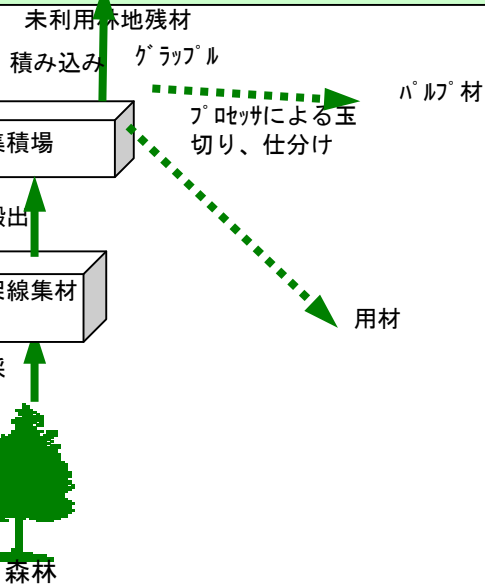 未利用林地残材
積み込み
ｸﾞﾗｯﾌﾟﾙ
ﾊﾟﾙﾌﾟ材
ﾌﾟﾛｾｯｻによる玉
切り、仕分け
集積場
搬出
架線集材
用材
採
森林